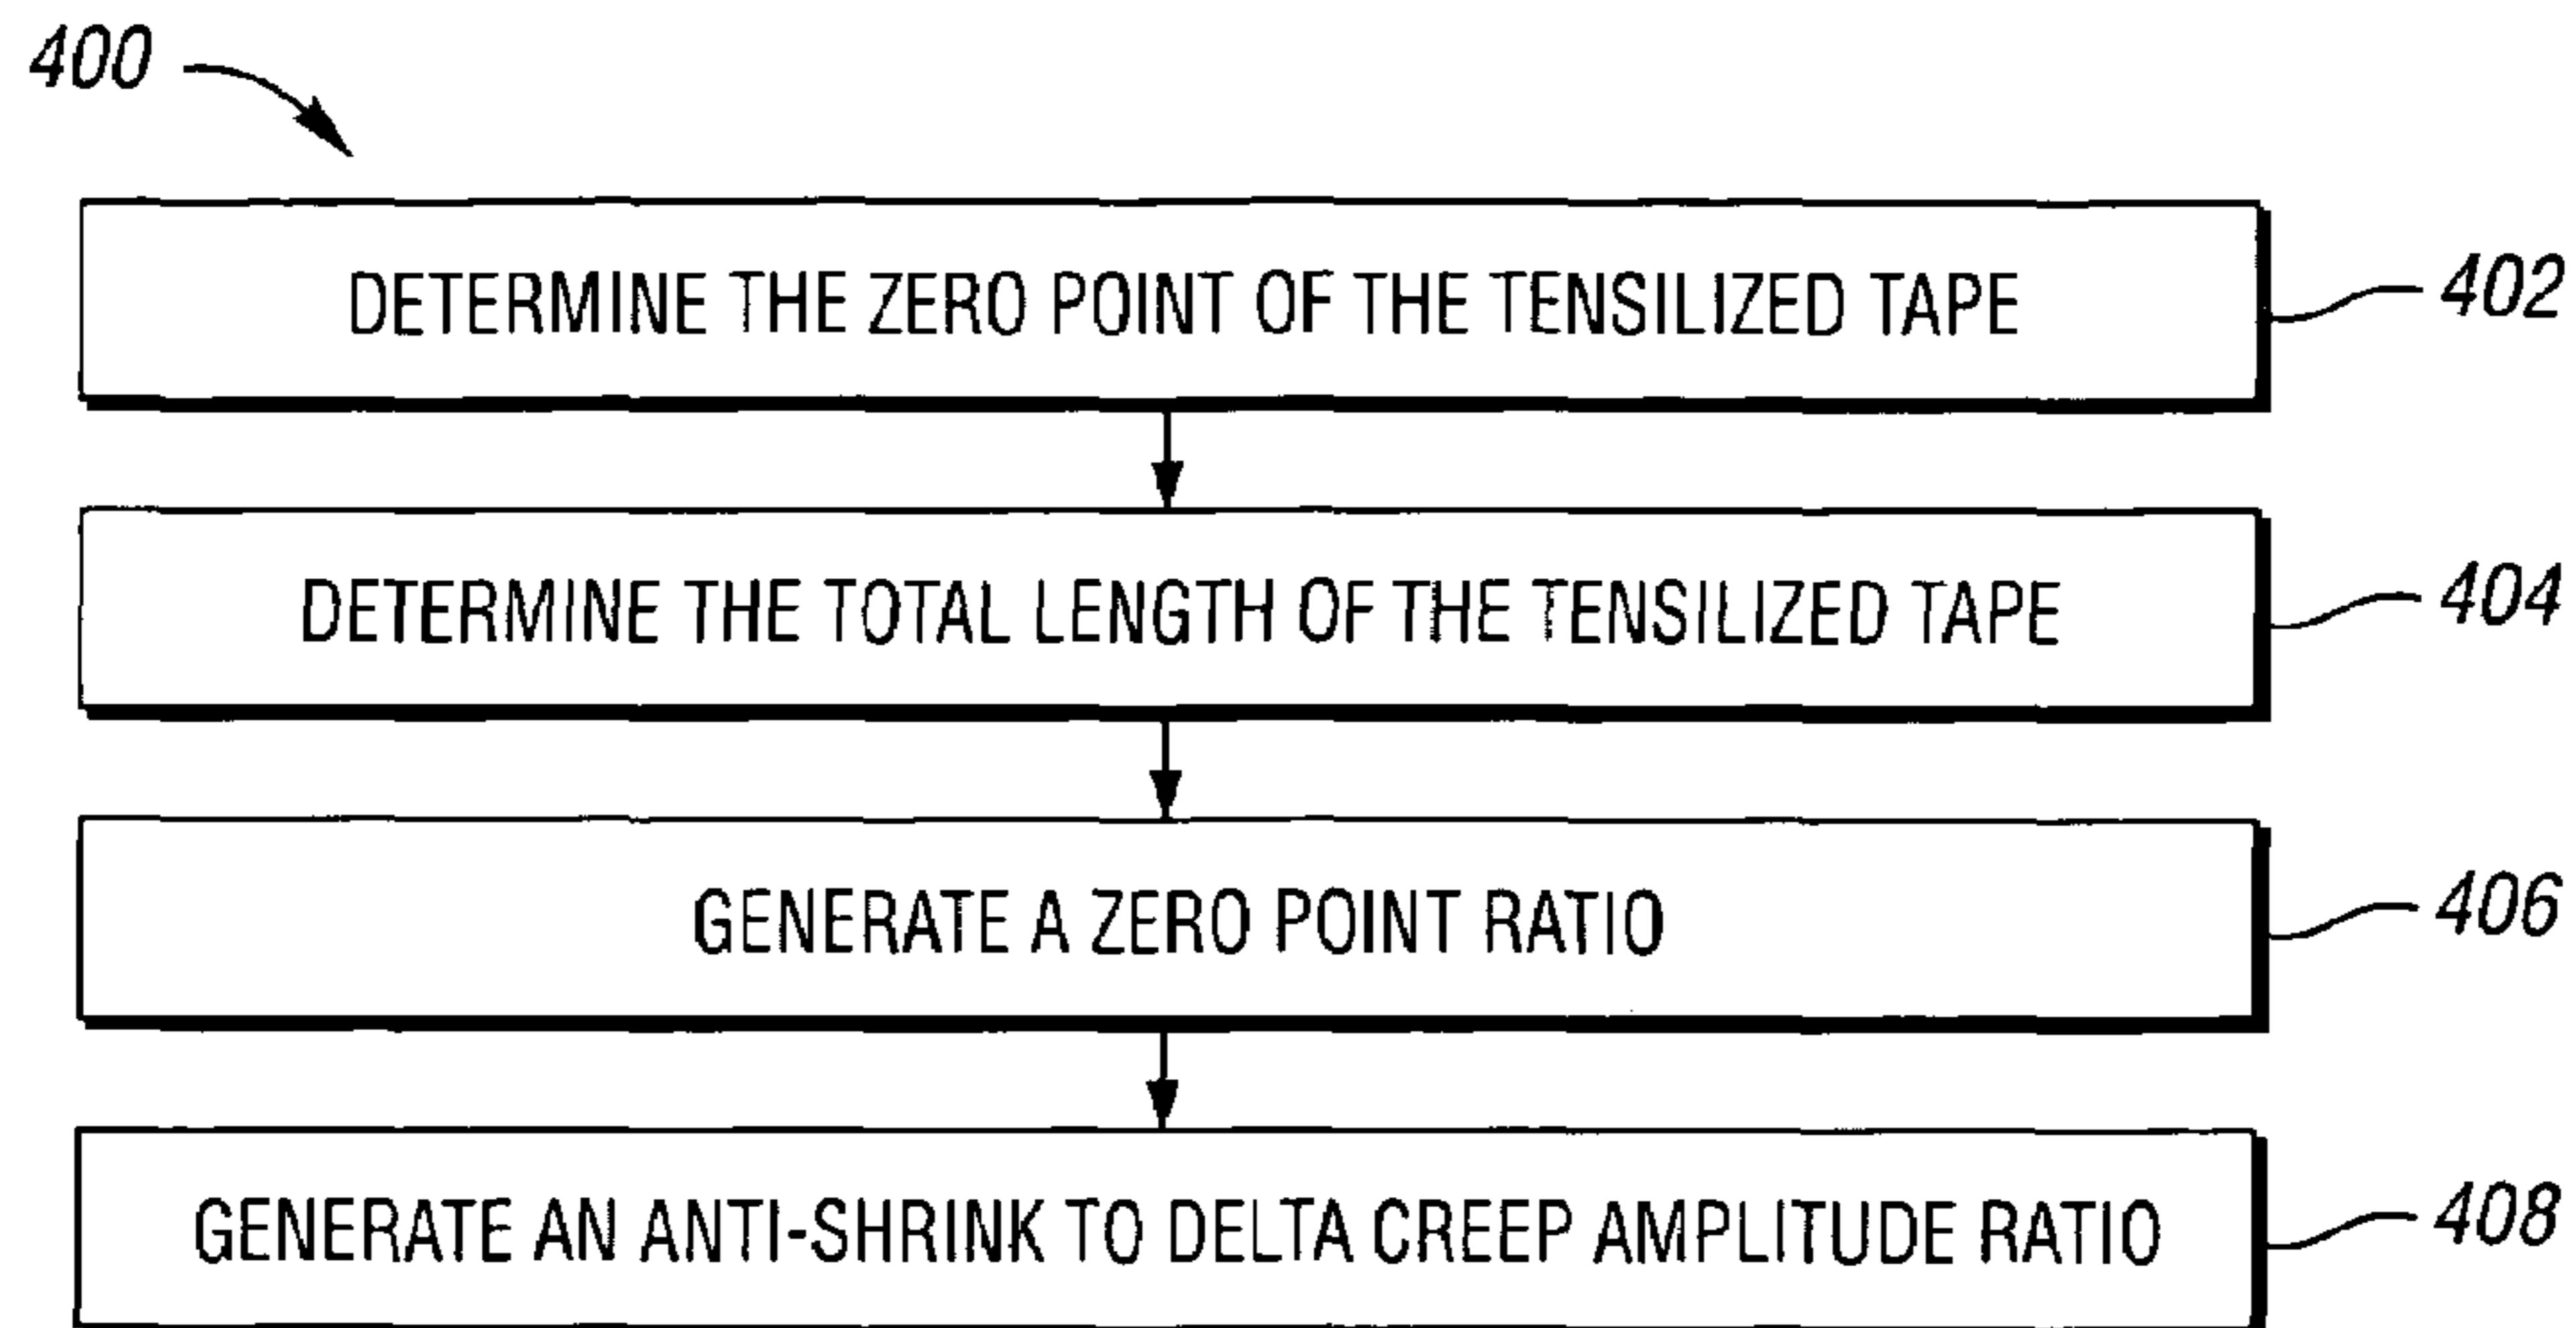 400
DETERMINE THE ZERO POINT OF THE TENSILIZED TAPE
402
DETERMINE THE TOTAL LENGTH OF THE TENSILIZED TAPE
404
GENERATE A ZERO POINT RATIO
406
GENERATE AN ANTI-SHRINK TO DELTA CREEP AMPLITUDE RATIO
408